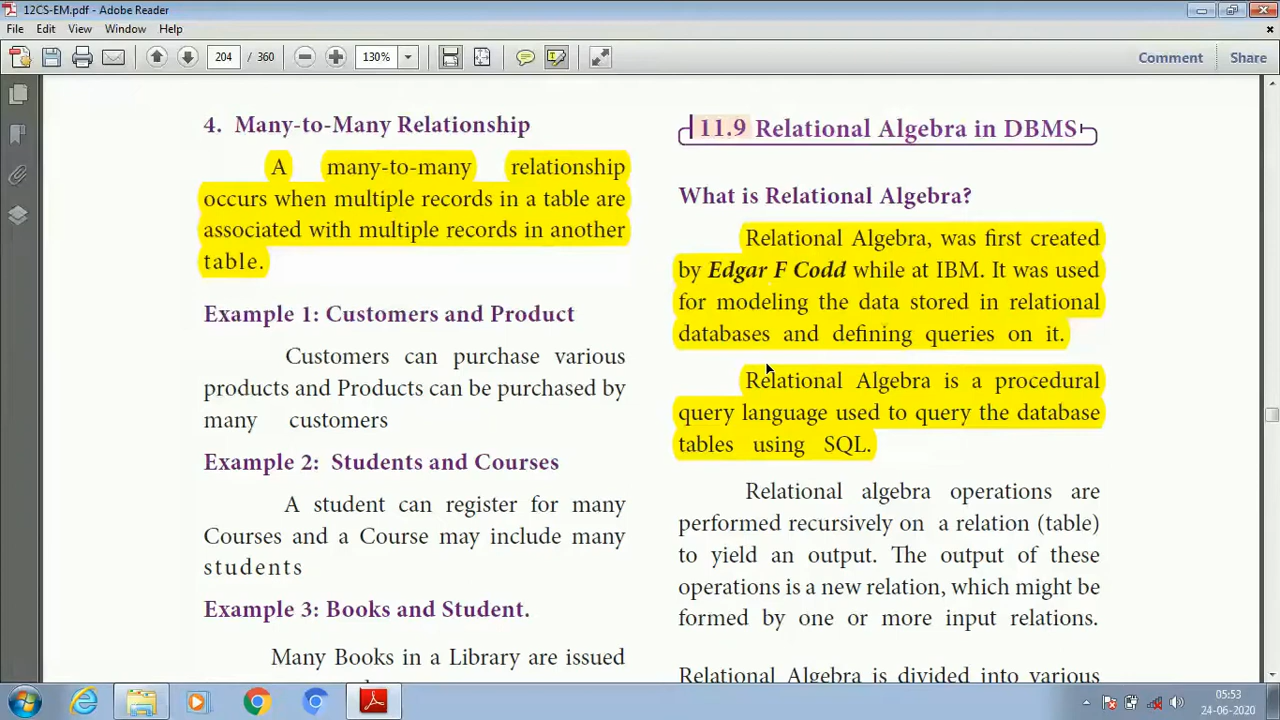 12CS-EM.pdf - Adobe Reader
File Edit View Window Help
204 / 360 130% Comment Share
4. Many-to-Many Relationship
A many-to-many relationship
occurs when multiple records in a table are
associated with multiple records in another
table.
Example 1: Customers and Product
Customers can purchase various
products and Products can be purchased by
many customers
Example 2: Students and Courses
A student can register for many
Courses and a Course may include many
students
Example 3: Books and Student.
Many Books in a Library are issued
11.9 Relational Algebra in DBMS
What is Relational Algebra?
Relational Algebra, was first created
by Edgar F Codd while at IBM. It was used
for modeling the data stored in relational
databases and defining queries on it.
Relational Algebra is a procedural
query language used to query the database
tables using SQL.
Relational algebra operations are
performed recursively on a relation (table)
to yield an output. The output of these
operations is a new relation, which might be
formed by one or more input relations.
Relational Algebra is divided into various
05:53
24-06-2020